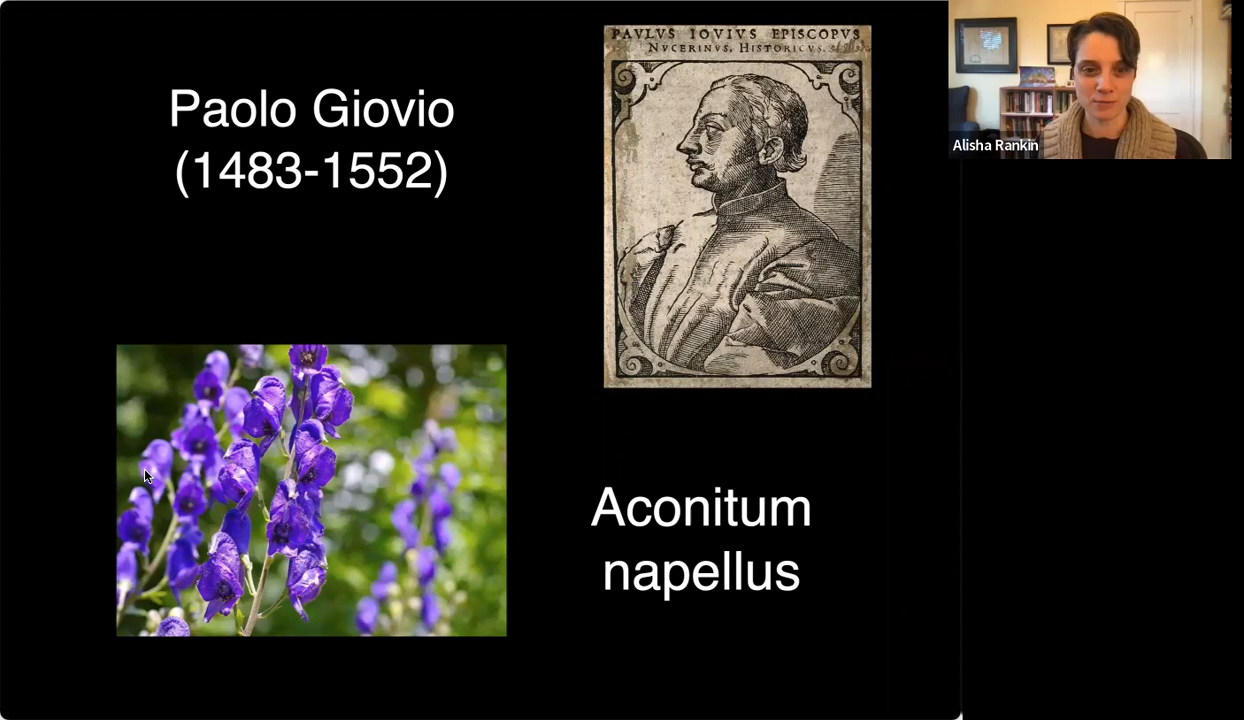 Paolo Giovio
(1483-1552)
PAVLVS IOVIVS EPISCOPVS
NVCERINVS, HISTORICVS.
Alisha Rankin
Aconitum
napellus